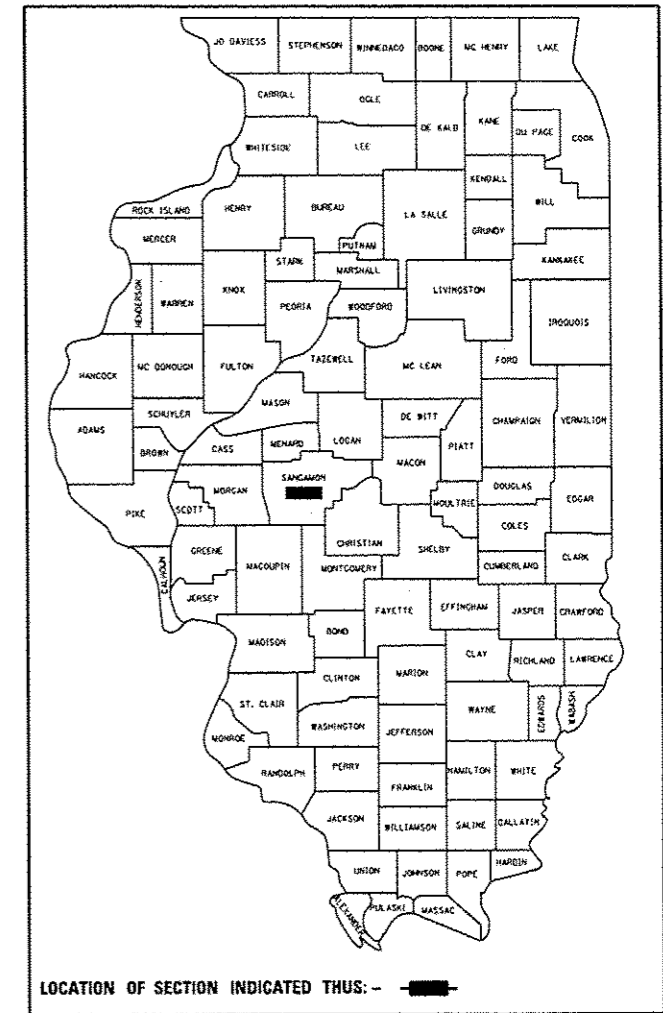 JO DAVIESS STEPHENSON WINNEBAGO BOONE MC HENRY LAKE
CARROLL OGLE DE KALB KANE DU PAGE COOK
WHITESIDE LEE KENDALL WILL
ROCK ISLAND HENRY BUREAU LA SALLE GRUNDY
MERCER PUTNAM KANKAKEE
STARK MARSHALL
HENDERSON WARREN KNOX PEORIA WOODFORD LIVINGSTON IROQUOIS
HANCOCK MC DONOUGH FULTON TAZEWELL MC LEAN FORD
MASON
SCHUYLER DE WITT CHAMPAIGN VERMILION
ADAMS BROWN CASS MENARD LOGAN PIATT
MACON
MORGAN SANGAMON DOUGLAS EDGAR
PIKE SCOTT MOULTRIE COLES
CHRISTIAN SHELBY
GREENE MACOUPIN MONTGOMERY CUMBERLAND CLARK
CALHOUN JERSEY FAYETTE EFFINGHAM JASPER CRAWFORD
MADISON BOND
CLAY RICHLAND LAWRENCE
CLINTON MARION
ST. CLAIR WASHINGTON WAYNE EDWARDS WABASH
MONROE JEFFERSON
RANDOLPH PERRY HAMILTON WHITE
FRANKLIN
JACKSON WILLIAMSON SALINE GALLATIN
UNION JOHNSON POPE HARDIN
ALEXANDER PULASKI MASSAC
LOCATION OF SECTION INDICATED THUS: -